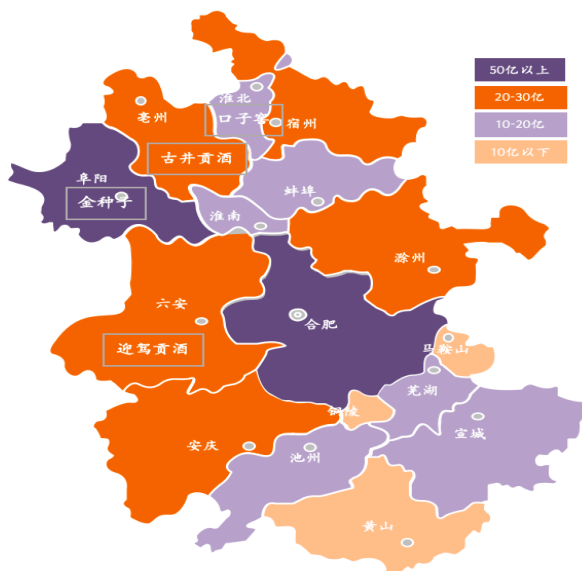 50亿以上
20-30亿
10-20亿
10亿以下
淮北
亳州
口子窖
宿州
古井贡酒
阜阳
金种子
蚌埠
淮南
滁州
六安
合肥
迎驾贡酒
马鞍山
芜湖
铜陵
宣城
安庆
池州
黄山